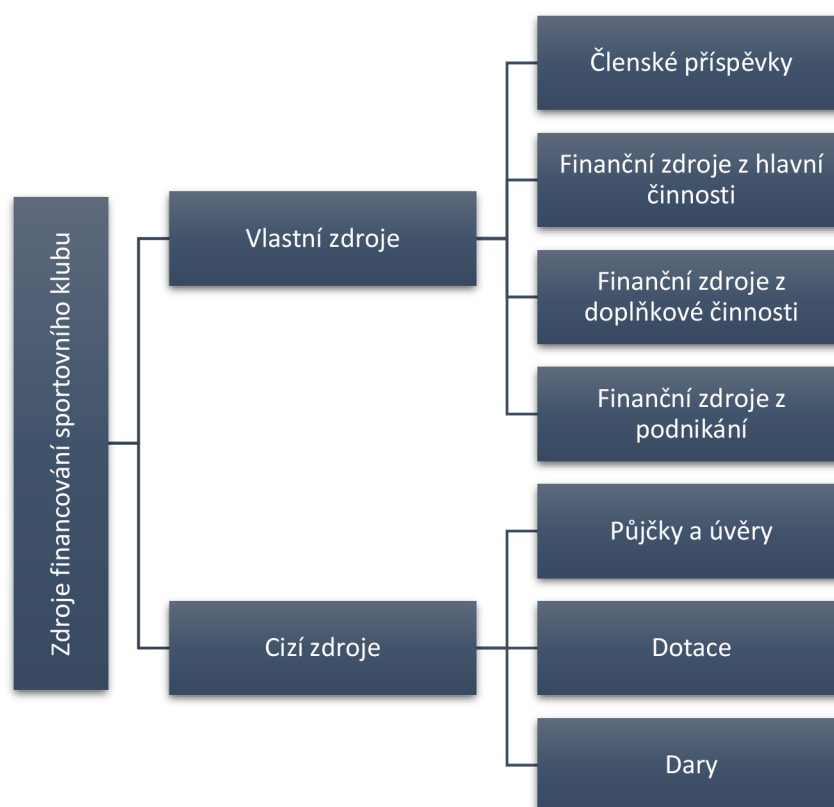 Zdroje financování sportovního klubu
Vlastní zdroje
Členské příspěvky
Finanční zdroje z hlavní
činnosti
Finanční zdroje z
doplňkové činnosti
Finanční zdroje z
podnikání
Cizí zdroje
Půjčky a úvěry
Dotace
Dary